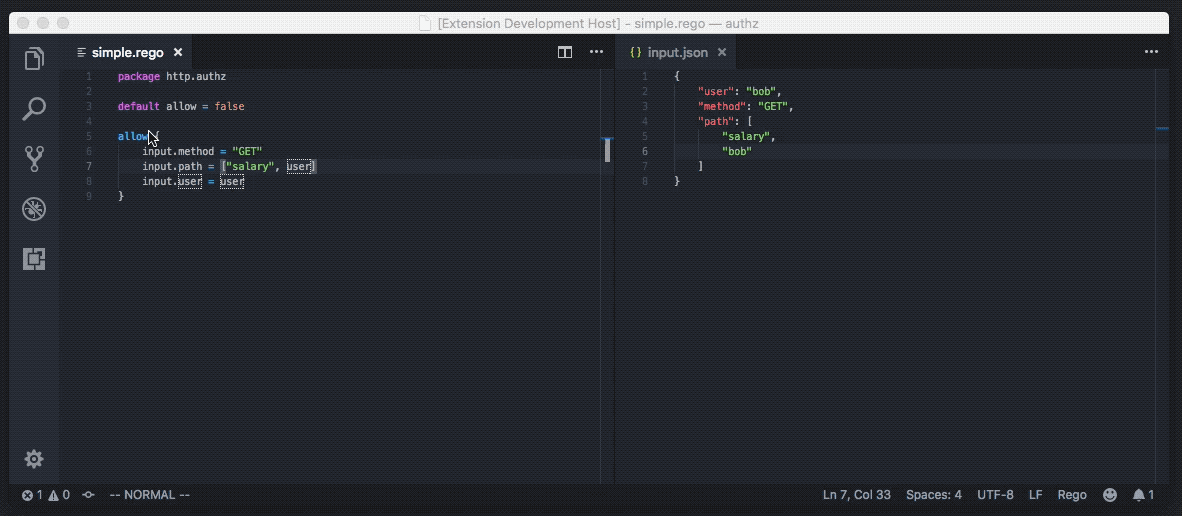 [Extension Development Host] - simple.rego — authz
simple.rego
input.json
1 package http.authz
2
3 default allow = false
4
5 allow {
6 input.method = "GET"
7 input.path = ["salary", user]
8 input.user = user
9 }
1 {
2 "user": "bob",
3 "method": "GET",
4 "path": [
5 "salary",
6 "bob"
7 ]
8 }
1 0 -- NORMAL -- Ln 7, Col 33 Spaces: 4 UTF-8 LF Rego 1